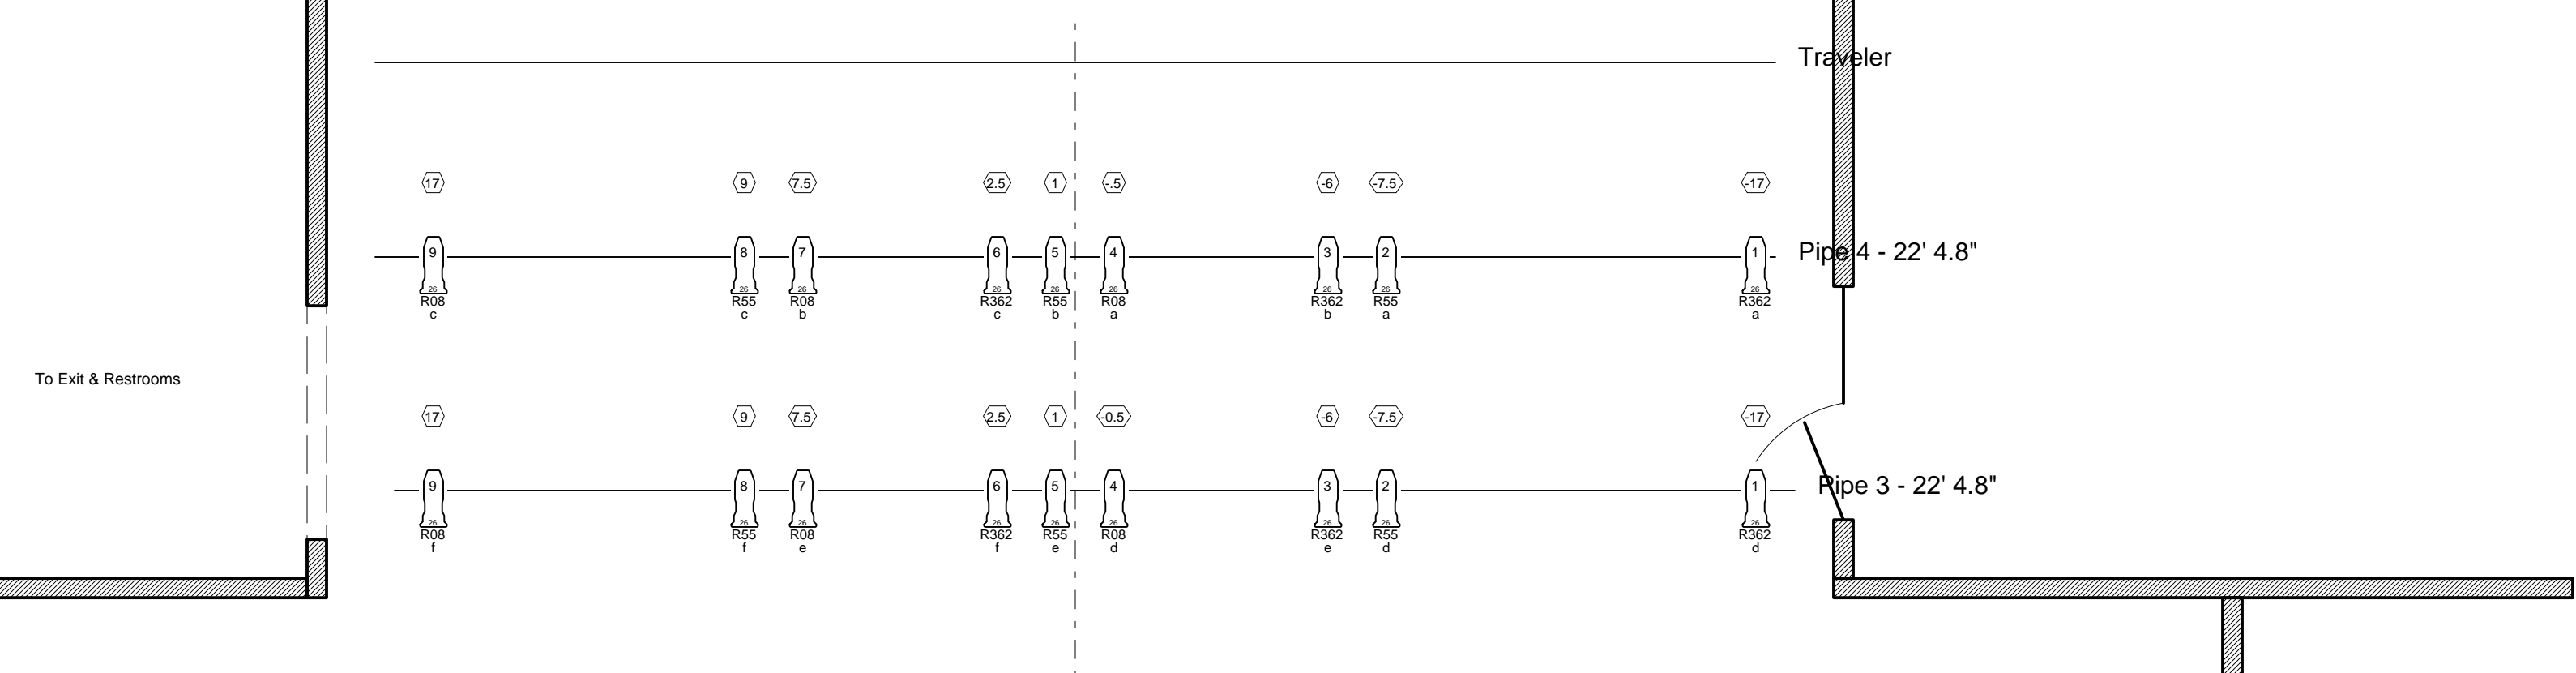 Traveler
17 9 7.5 2.5 1 -.5 -6 -7.5 -17
9 8 7 6 5 4 3 2 1 Pipe 4 - 22' 4.8"
26 26 26 26 26 26 26 26 26
R08 R55 R08 R362 R55 R08 R362 R55 R362
c c b c b a b a a
To Exit & Restrooms
17 9 7.5 2.5 1 -0.5 -6 -7.5 -17
9 8 7 6 5 4 3 2 1 Pipe 3 - 22' 4.8"
26 26 26 26 26 26 26 26 26
R08 R55 R08 R362 R55 R08 R362 R55 R362
f f e f e d e d d